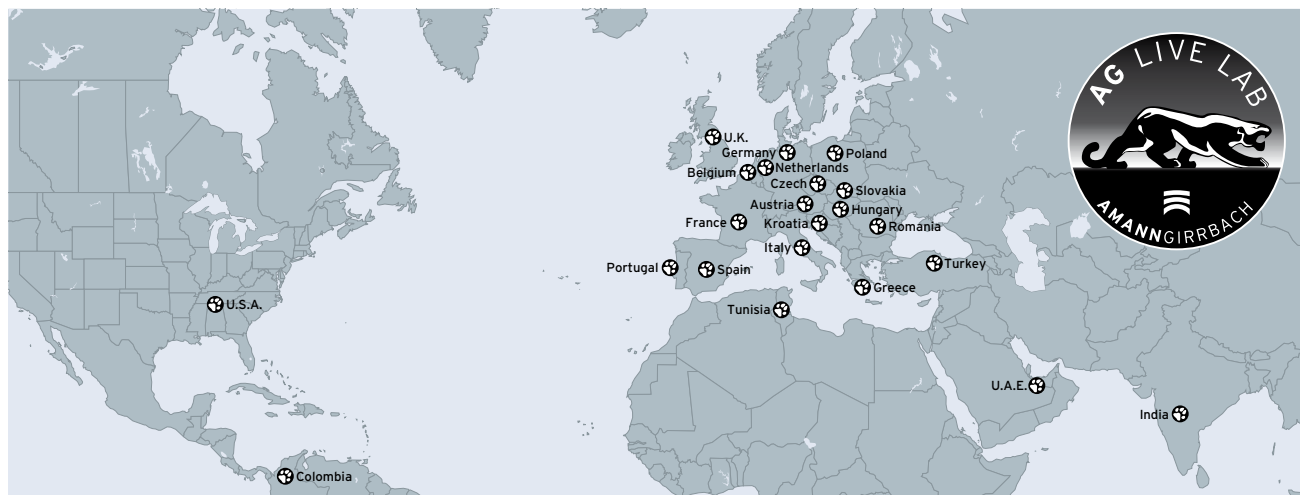 AG LIVE LAB
AMANNGIRRBACH
U.K.
Germany
Poland
Netherlands
Belgium
Czech
Slovakia
Austria
Hungary
France
Kroatia
Romania
Italy
Portugal
Spain
Turkey
Greece
U.S.A.
Tunisia
U.A.E.
India
Colombia